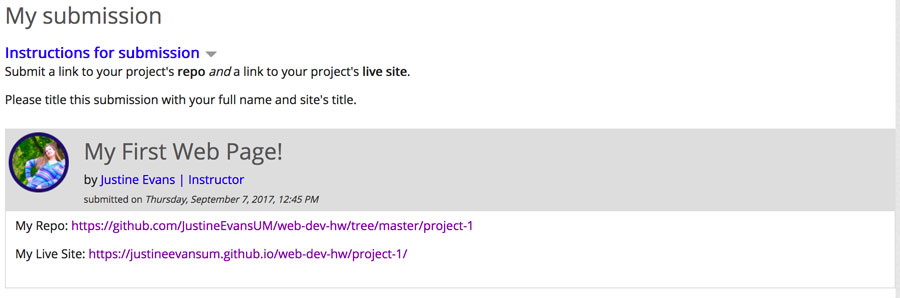 My submission
Instructions for submission
Submit a link to your project's repo and a link to your project's live site.
Please title this submission with your full name and site's title.
My First Web Page!
by Justine Evans | Instructor
submitted on Thursday, September 7, 2017, 12:45 PM
My Repo: https://github.com/JustineEvansUM/web-dev-hw/tree/master/project-1
My Live Site: https://justineevansum.github.io/web-dev-hw/project-1/